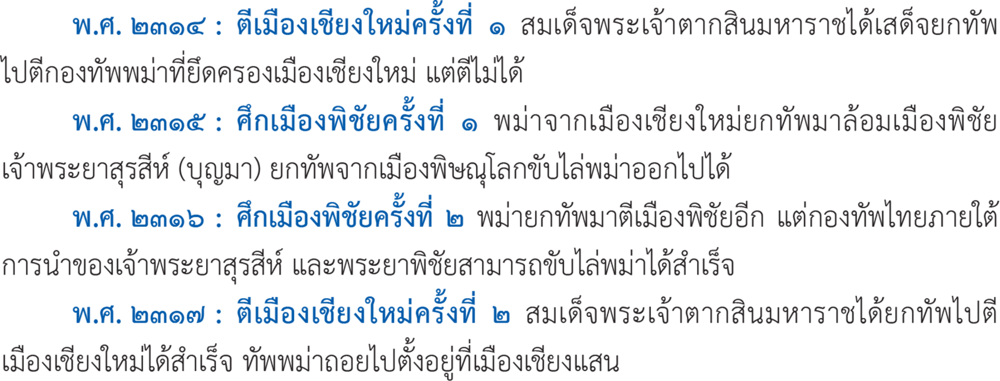 พ.ศ. ๒๓๑๔ : ตีเมืองเชียงใหม่ครั้งที่ ๑ สมเด็จพระเจ้าตากสินมหาราชได้เสด็จยกทัพ
ไปตีกองทัพพม่าที่ยึดครองเมืองเชียงใหม่ แต่ตีไม่ได้
พ.ศ. ๒๓๑๕ : ศึกเมืองพิชัยครั้งที่ ๑ พม่าจากเมืองเชียงใหม่ยกทัพมาล้อมเมืองพิชัย
เจ้าพระยาสุรสีห์ (บุญมา) ยกทัพจากเมืองพิษณุโลกขับไล่พม่าออกไปได้
พ.ศ. ๒๓๑๖ : ศึกเมืองพิชัยครั้งที่ ๒ พม่ายกทัพมาตีเมืองพิชัยอีก แต่กองทัพไทยภายใต้
การนำของเจ้าพระยาสุรสีห์ และพระยาพิชัยสามารถขับไล่พม่าได้สำเร็จ
พ.ศ. ๒๓๑๗ : ตีเมืองเชียงใหม่ครั้งที่ ๒ สมเด็จพระเจ้าตากสินมหาราชได้ยกทัพไปตี
เมืองเชียงใหม่ได้สำเร็จ ทัพพม่าถอยไปตั้งอยู่ที่เมืองเชียงแสน